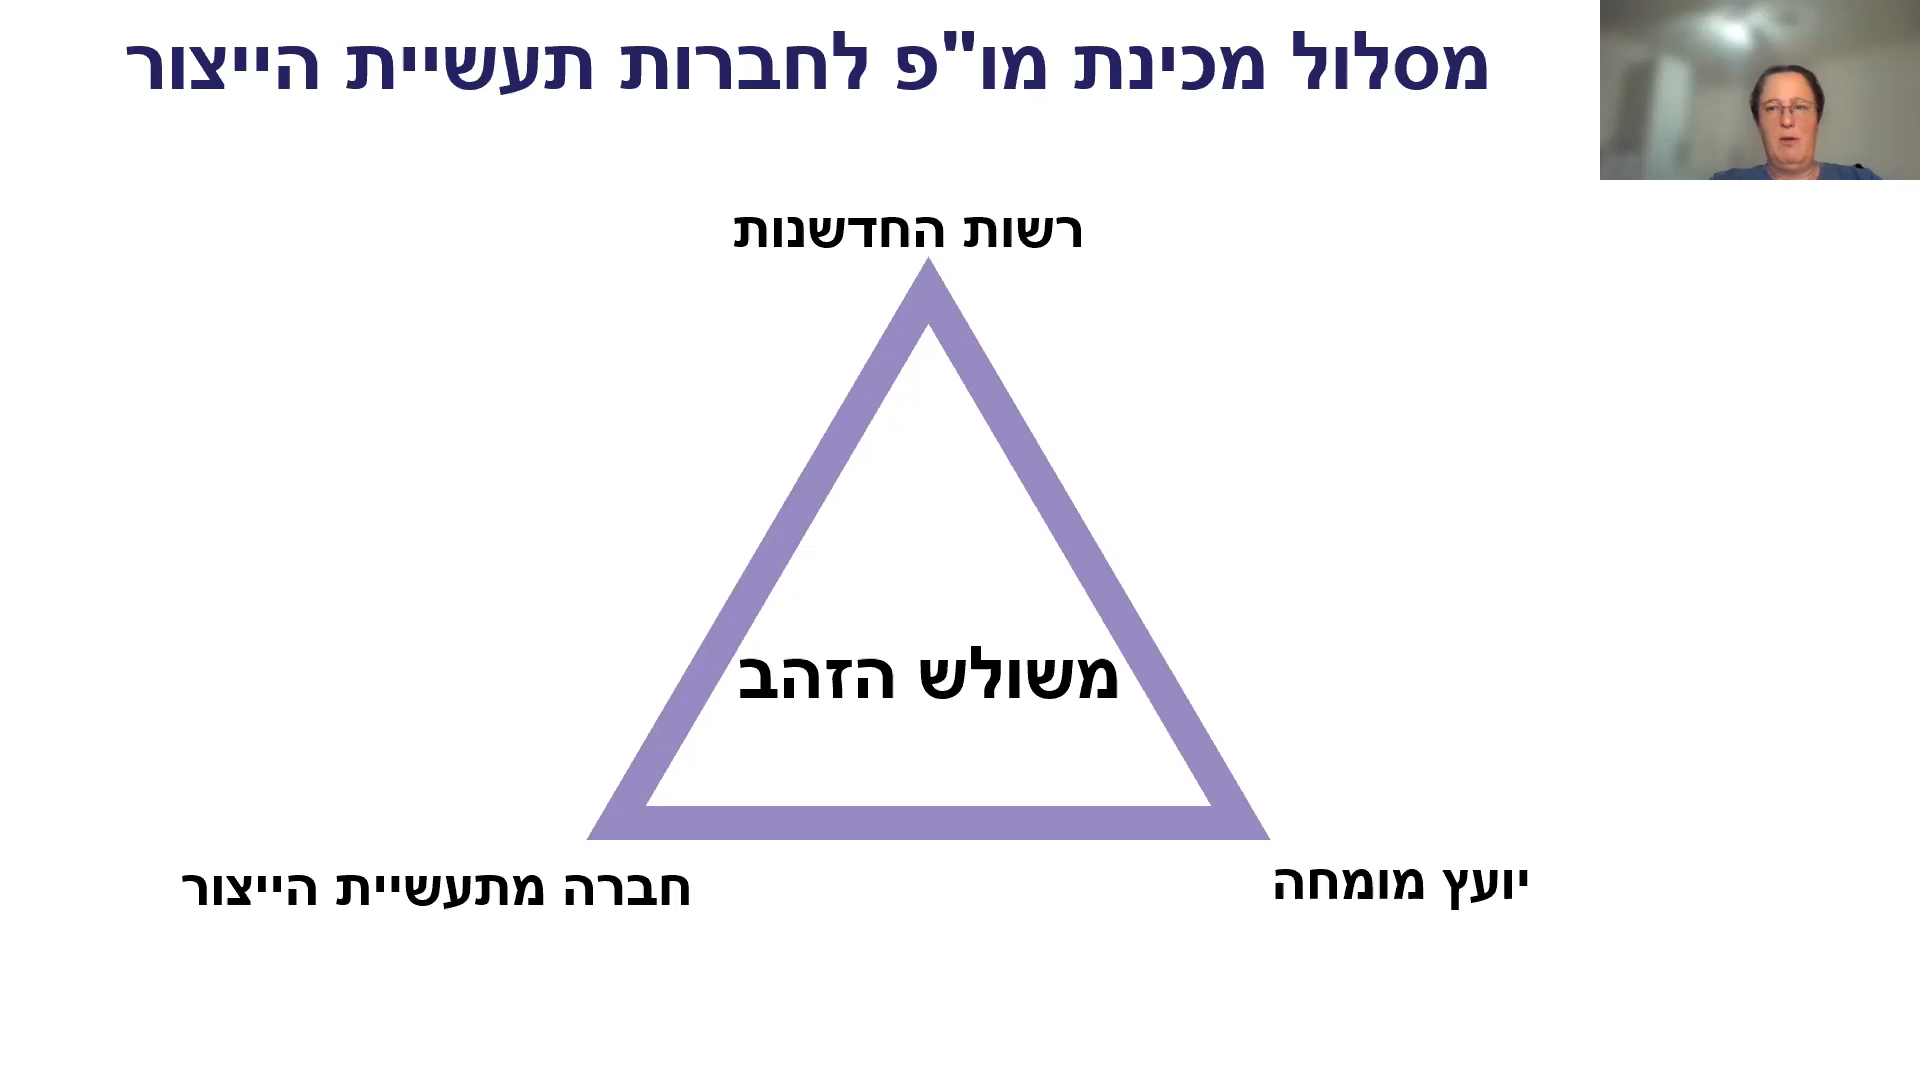 מסלול מכינת מו"פ לחברות תעשיית הייצור
רשות החדשנות
משולש הזהב
יועץ מומחה
חברה מתעשיית הייצור